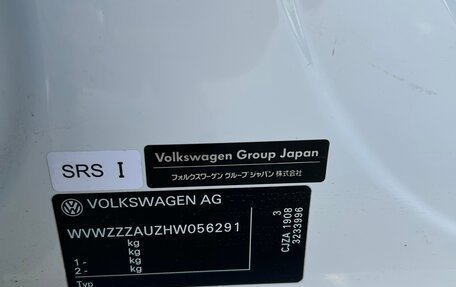 SRS I
Volkswagen Group Japan
フォルクスワーゲン グループ ジャパン 株式会社
VOLKSWAGEN AG
WVWZZZAUZHW056291
kg
kg
1- kg
2- kg
Typ
3
CJZA 1908
3233996